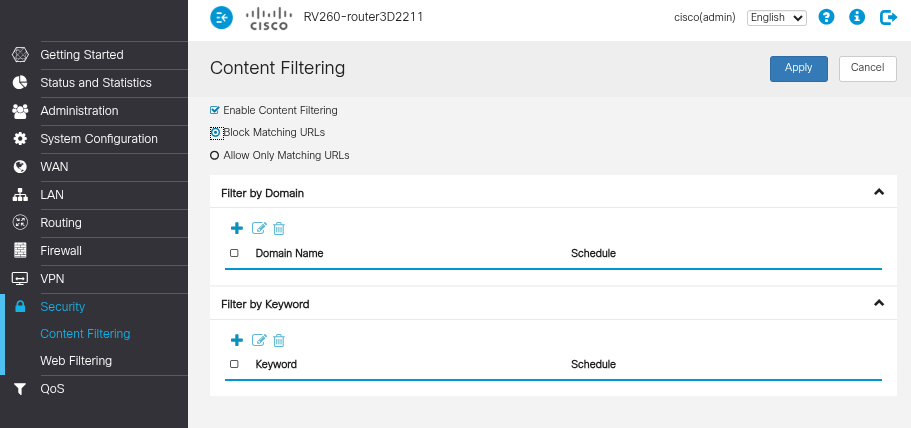 CISCO
RV260-router3D2211
cisco(admin)
English
Getting Started
Status and Statistics
Administration
System Configuration
WAN
LAN
Routing
Firewall
VPN
Security
Content Filtering
Web Filtering
QoS
Content Filtering
Apply
Cancel
Enable Content Filtering
Block Matching URLs
Allow Only Matching URLs
Filter by Domain
Domain Name Schedule
Filter by Keyword
Keyword Schedule